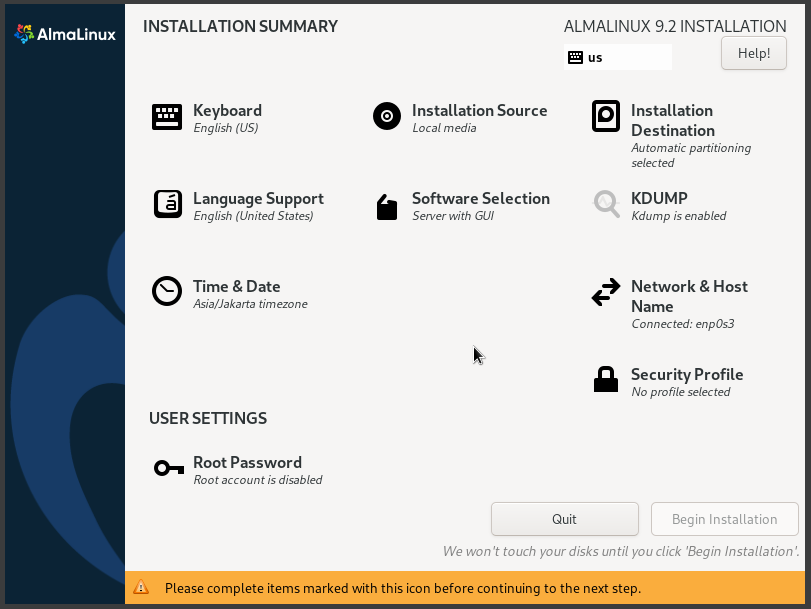 AlmaLinux
INSTALLATION SUMMARY
ALMALINUX 9.2 INSTALLATION
us
Help!
Keyboard
English (US)
Installation Source
Local media
Installation
Destination
Automatic partitioning
selected
Language Support
English (United States)
Software Selection
Server with GUI
KDUMP
Kdump is enabled
Time & Date
Asia/Jakarta timezone
Network & Host
Name
Connected: enp0s3
Security Profile
No profile selected
USER SETTINGS
Root Password
Root account is disabled
Quit
Begin Installation
We won't touch your disks until you click 'Begin Installation'.
Please complete items marked with this icon before continuing to the next step.